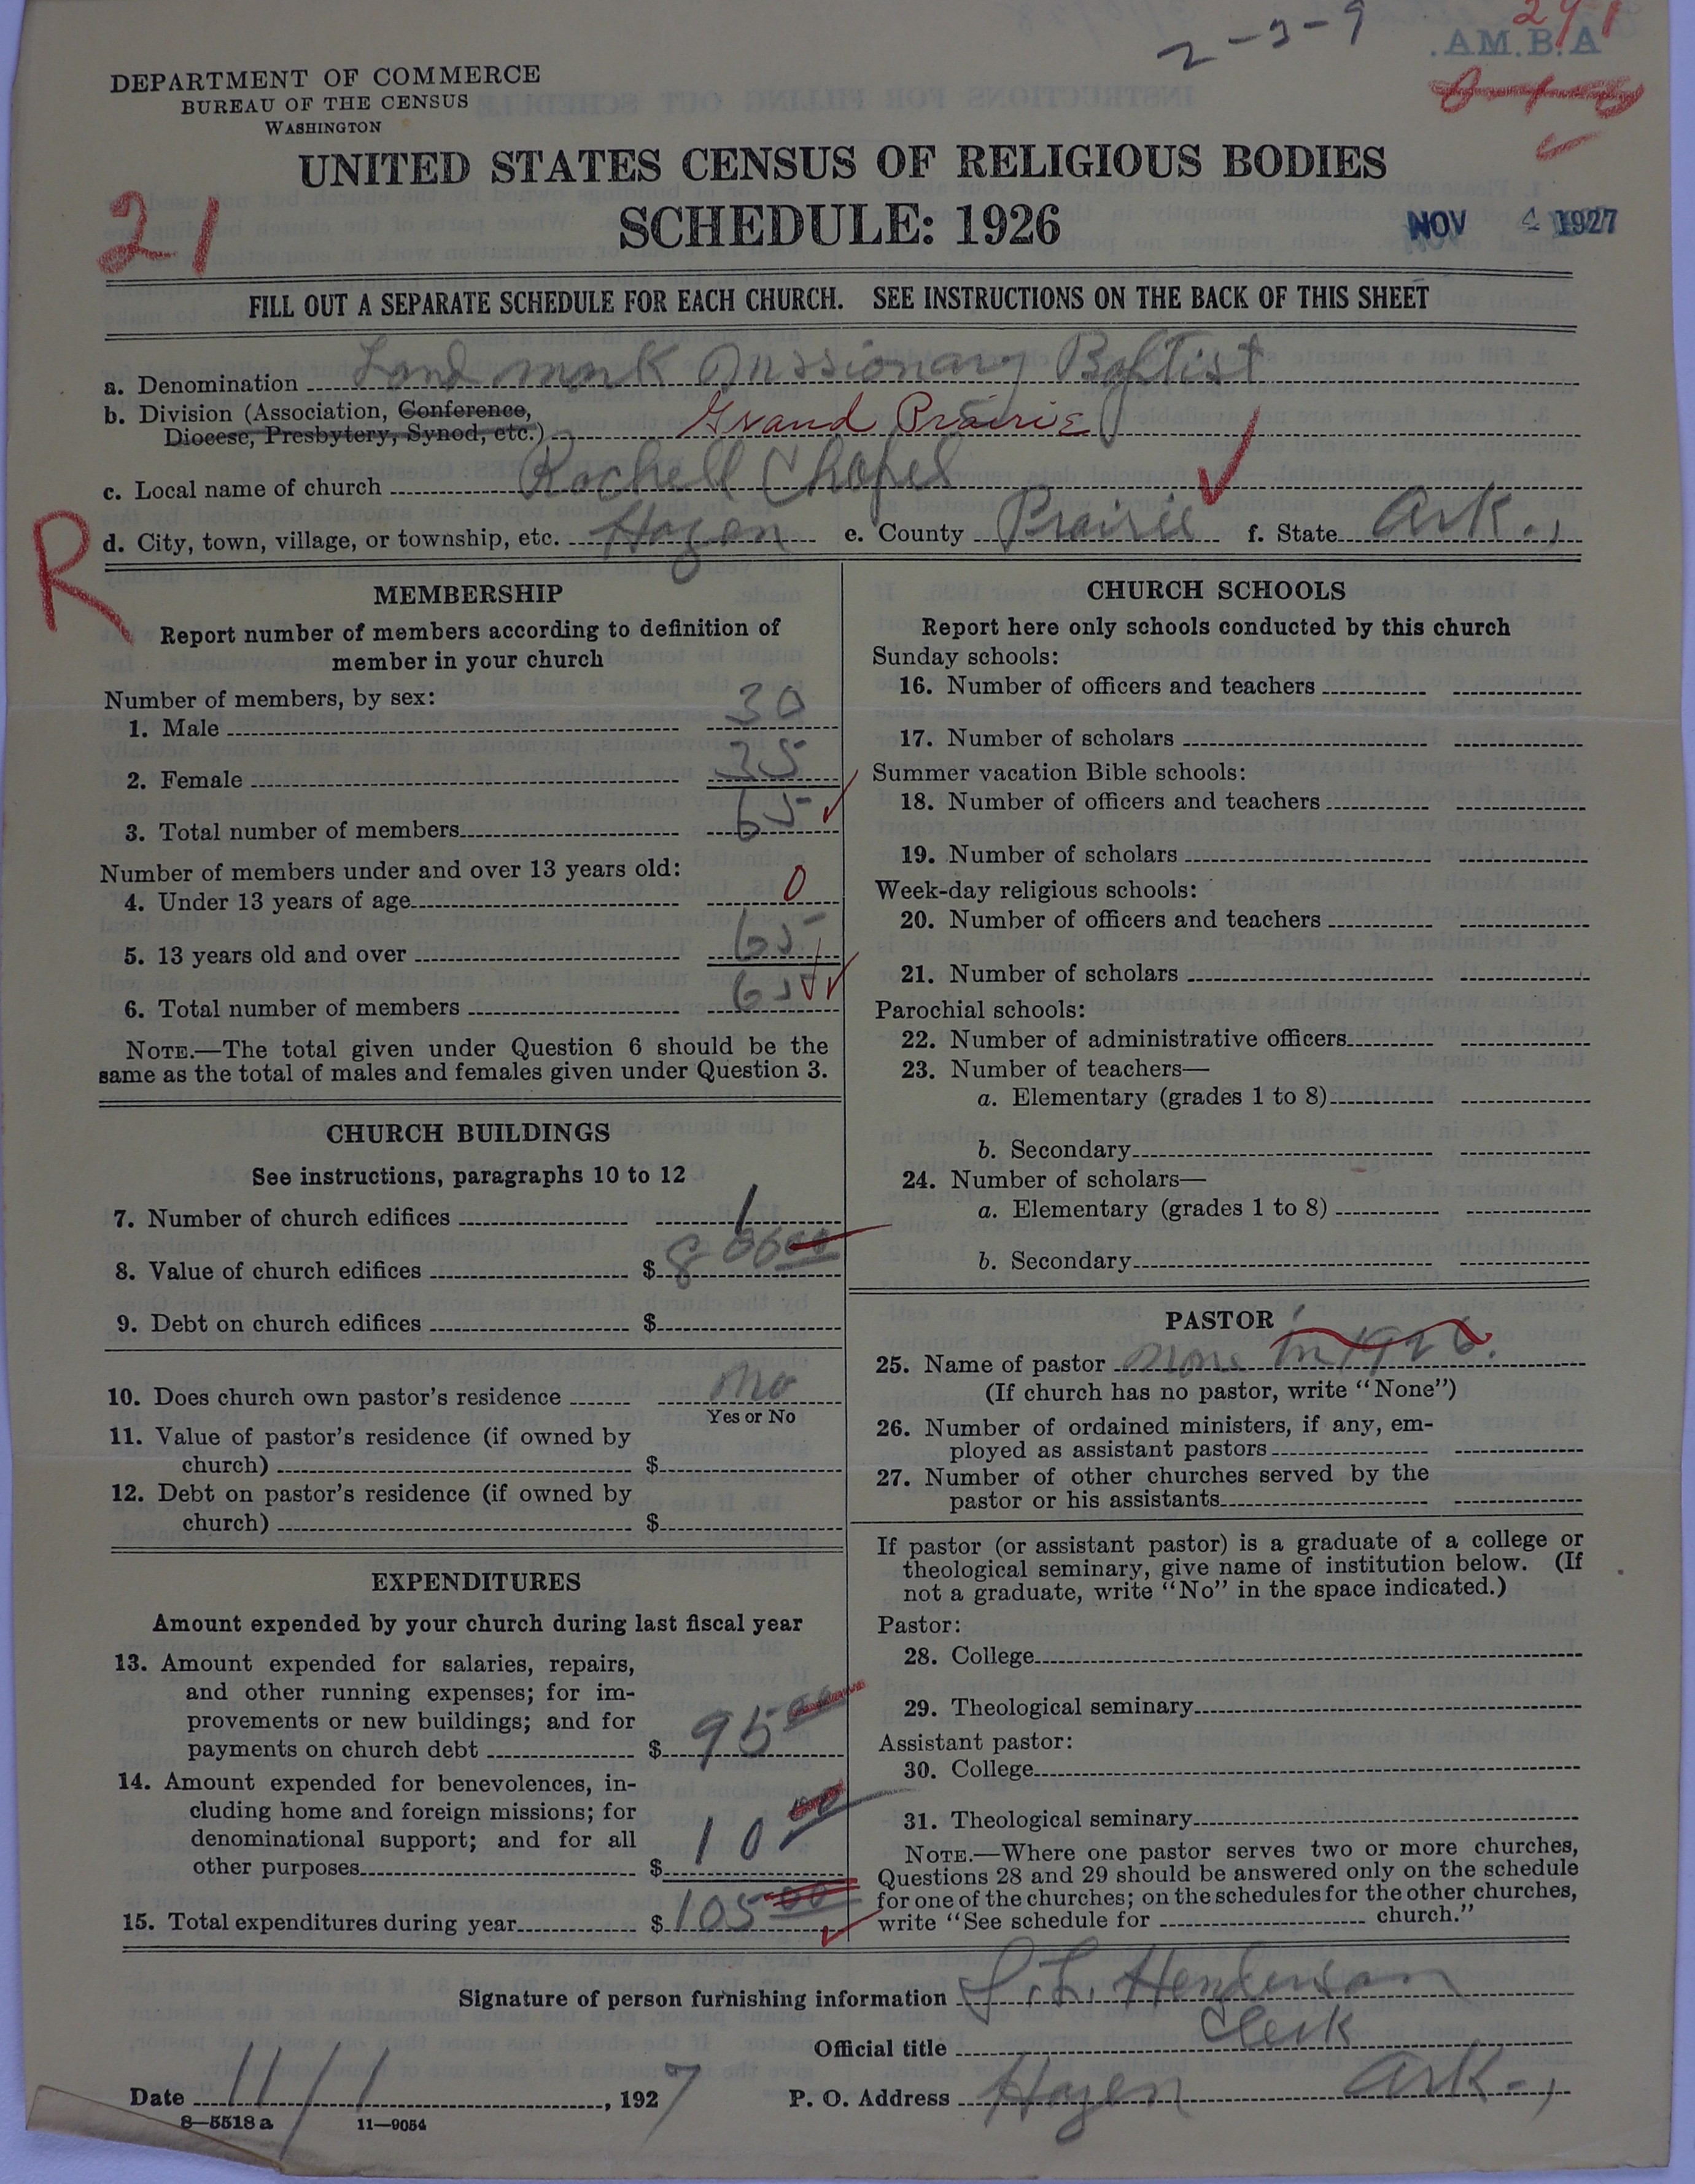 2-3-9
291
.AM.B.A
DEPARTMENT OF COMMERCE
BUREAU OF THE CENSUS
WASHINGTON
UNITED STATES CENSUS OF RELIGIOUS BODIES
SCHEDULE: 1926
21
NOV 4 1927
FILL OUT A SEPARATE SCHEDULE FOR EACH CHURCH. SEE INSTRUCTIONS ON THE BACK OF THIS SHEET
a. Denomination Land mark Missionary Baptist
b. Division (Association, Conference,
Diocese, Presbytery, Synod, etc.) Grand Prairie
c. Local name of church Rochell Chapel
R
d. City, town, village, or township, etc. Hazen e. County Prairie f. State Ark.,
MEMBERSHIP
Report number of members according to definition of
member in your church
Number of members, by sex:
1. Male 30
2. Female 35
3. Total number of members 65
Number of members under and over 13 years old:
4. Under 13 years of age 0
5. 13 years old and over 65
6. Total number of members 65
NOTE.—The total given under Question 6 should be the
same as the total of males and females given under Question 3.
CHURCH BUILDINGS
See instructions, paragraphs 10 to 12
7. Number of church edifices 1
8. Value of church edifices $ 800 00
9. Debt on church edifices $
10. Does church own pastor's residence No
Yes or No
11. Value of pastor's residence (if owned by
church) $
12. Debt on pastor's residence (if owned by
church) $
EXPENDITURES
Amount expended by your church during last fiscal year
13. Amount expended for salaries, repairs,
and other running expenses; for im-
provements or new buildings; and for
payments on church debt $ 95 00
14. Amount expended for benevolences, in-
cluding home and foreign missions; for
denominational support; and for all
other purposes $ 10 00
15. Total expenditures during year $ 105 00
CHURCH SCHOOLS
Report here only schools conducted by this church
Sunday schools:
16. Number of officers and teachers
17. Number of scholars
Summer vacation Bible schools:
18. Number of officers and teachers
19. Number of scholars
Week-day religious schools:
20. Number of officers and teachers
21. Number of scholars
Parochial schools:
22. Number of administrative officers
23. Number of teachers—
a. Elementary (grades 1 to 8)
b. Secondary
24. Number of scholars—
a. Elementary (grades 1 to 8)
b. Secondary
PASTOR
25. Name of pastor None in 1926.
(If church has no pastor, write "None")
26. Number of ordained ministers, if any, em-
ployed as assistant pastors
27. Number of other churches served by the
pastor or his assistants
If pastor (or assistant pastor) is a graduate of a college or
theological seminary, give name of institution below. (If
not a graduate, write "No" in the space indicated.)
Pastor:
28. College
29. Theological seminary
Assistant pastor:
30. College
31. Theological seminary
NOTE.—Where one pastor serves two or more churches,
Questions 28 and 29 should be answered only on the schedule
for one of the churches; on the schedules for the other churches,
write "See schedule for church."
Signature of person furnishing information L. Henderson
Official title Clerk
Date 11/1, 1927 P. O. Address Hazen Ark.,
8—5518 a 11—9054